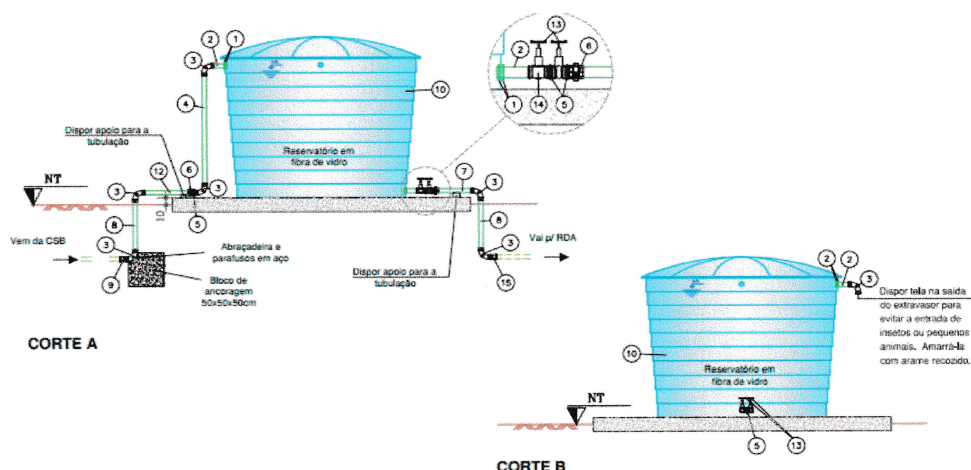 13
3
2
1
2
6
4
10
1
14
5
Dispor apoio para a
tubulação
Reservatório em
fibra de vidro
NT
12
6
3
3
7
3
5
10
8
8
Vem da CSB
3
Abraçadeira e
parafusos em aço
3
Vai p/ RDA
9
Bloco de
ancoragem
50x50x50cm
Dispor apoio para a
tubulação
15
CORTE A
2
2
3
Dispor tela na saída
do extravasor para
evitar a entrada de
insetos ou pequenos
animais. Amarrá-la
com arame recozido.
10
Reservatório em
fibra de vidro
NT
5
13
CORTE B